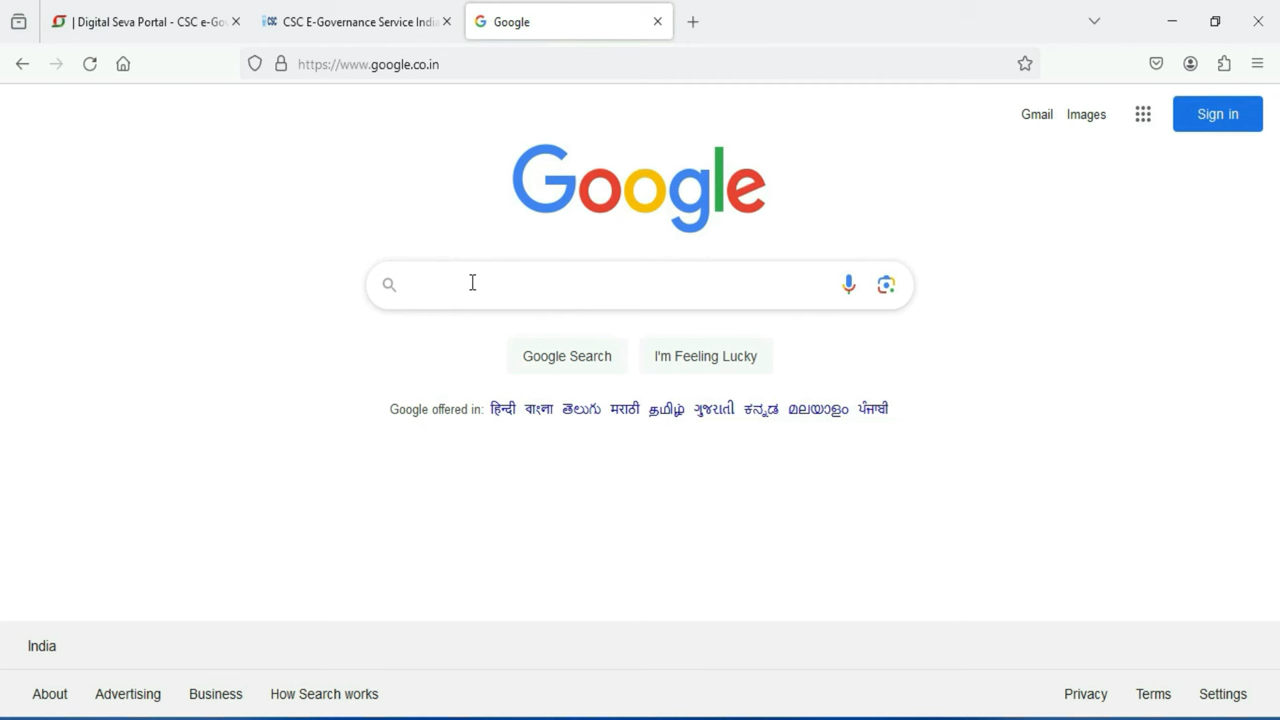 | Digital Seva Portal - CSC e-Gov
CSC E-Governance Service India
Google
https://www.google.co.in
Gmail
Images
Sign in
Google
Google Search
I'm Feeling Lucky
Google offered in: हिन्दी বাংলা తెలుగు मराठी தமிழ் ગુજરાતી ಕನ್ನಡ മലയാളം ਪੰਜਾਬੀ
India
About Advertising Business How Search works
Privacy Terms Settings